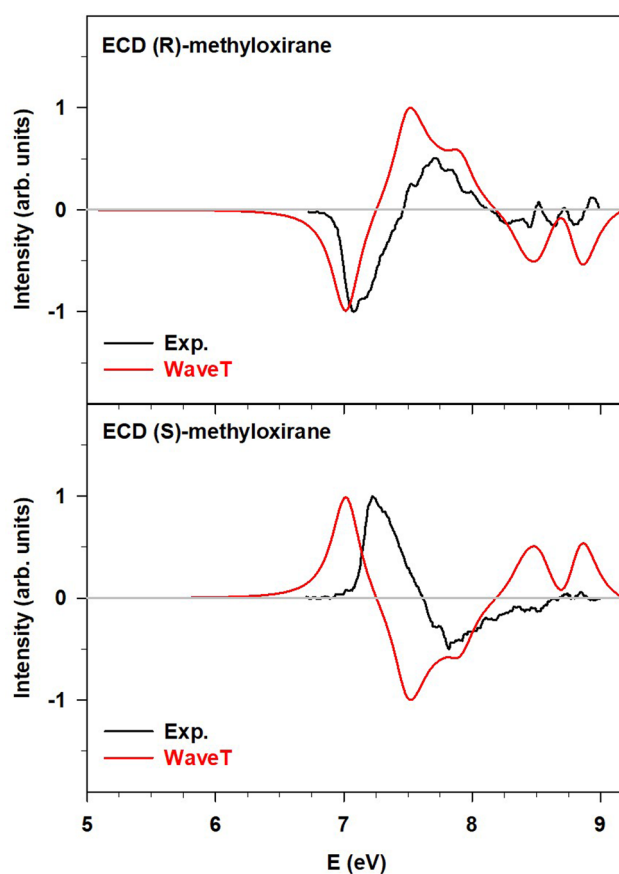 ECD (R)-methyloxirane
Intensity (arb. units)
1
0
-1
Exp.
WaveT
ECD (S)-methyloxirane
Intensity (arb. units)
1
0
-1
Exp.
WaveT
5 6 7 8 9
E (eV)